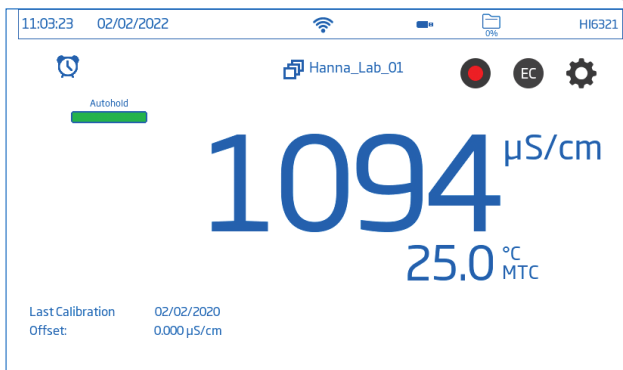 11:03:23 02/02/2022 0% HI6321
Hanna_Lab_01 EC
Autohold
1094 µS/cm
25.0 °C
MTC
Last Calibration 02/02/2020
Offset: 0.000 µS/cm